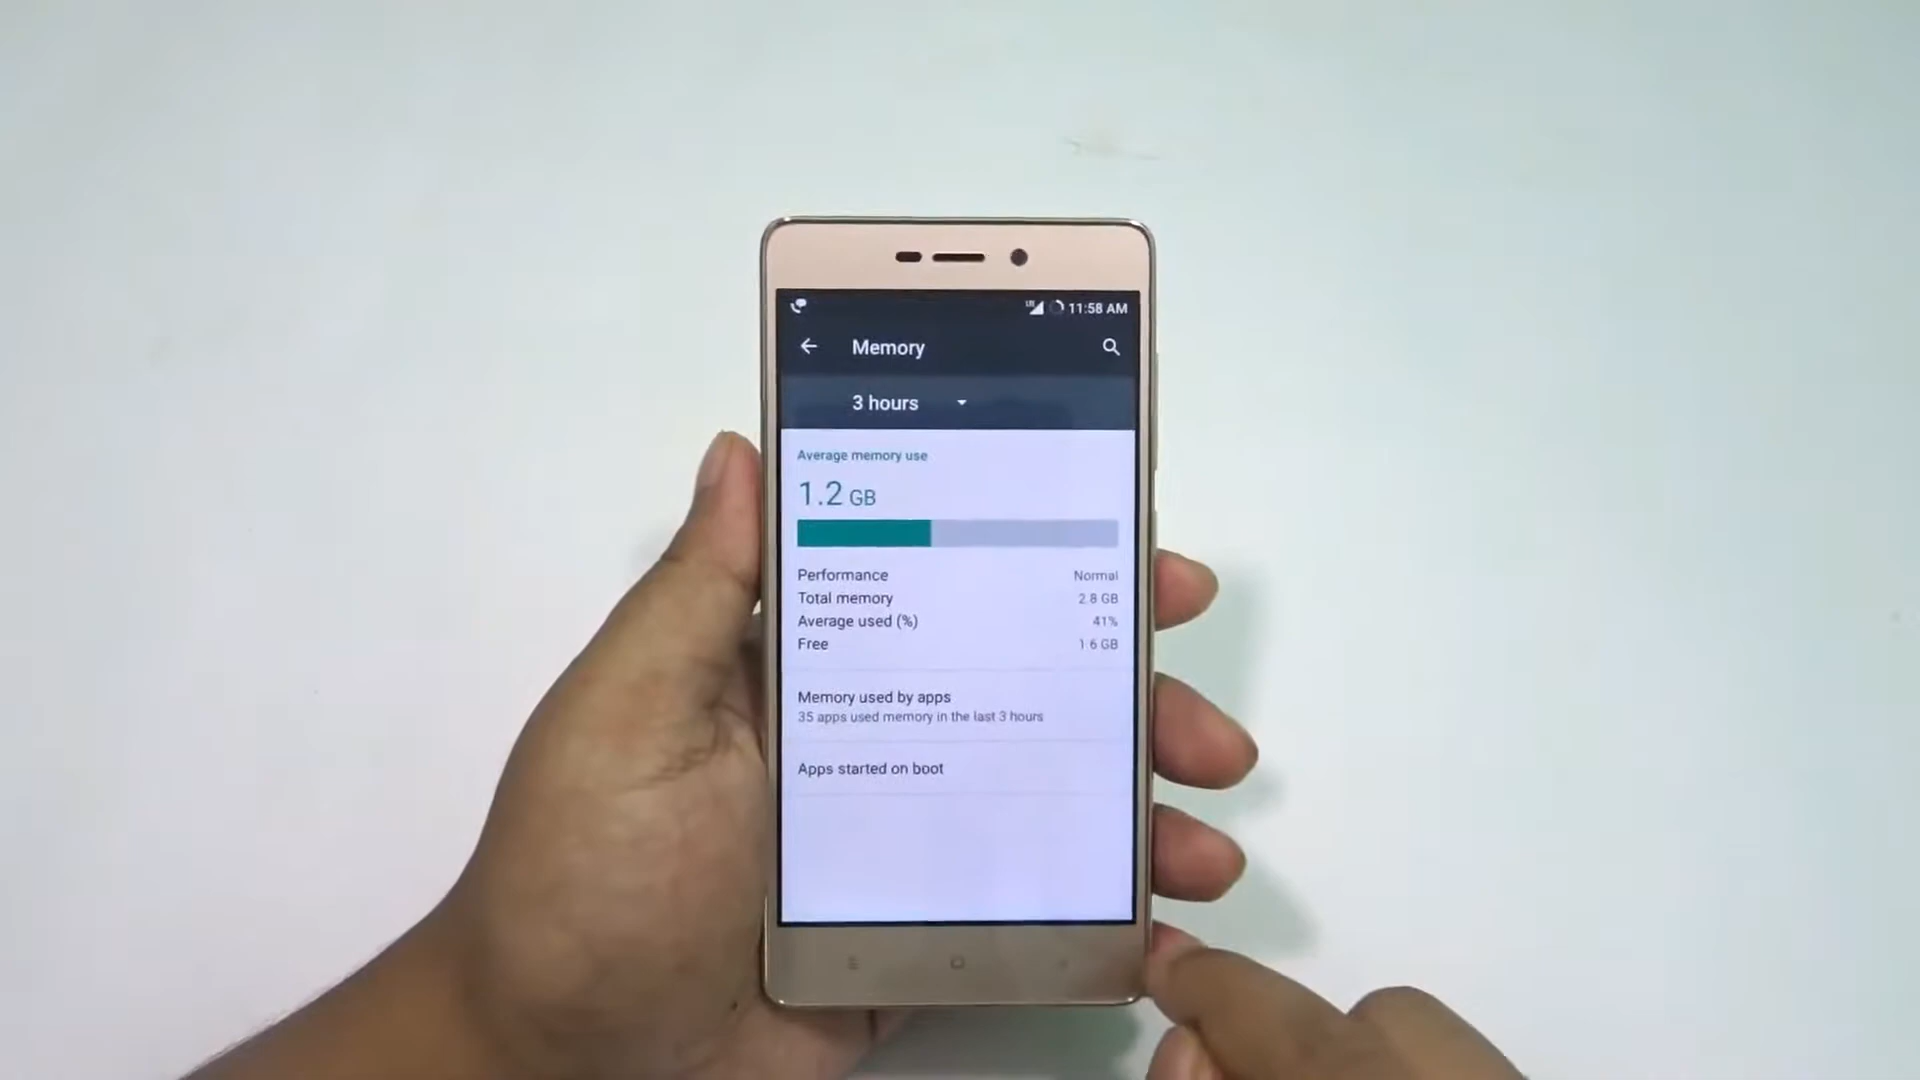 LTE 11:58 AM
Memory
3 hours
Average memory use
1.2 GB
Performance Normal
Total memory 2.8 GB
Average used (%) 41%
Free 1.6 GB
Memory used by apps
35 apps used memory in the last 3 hours
Apps started on boot